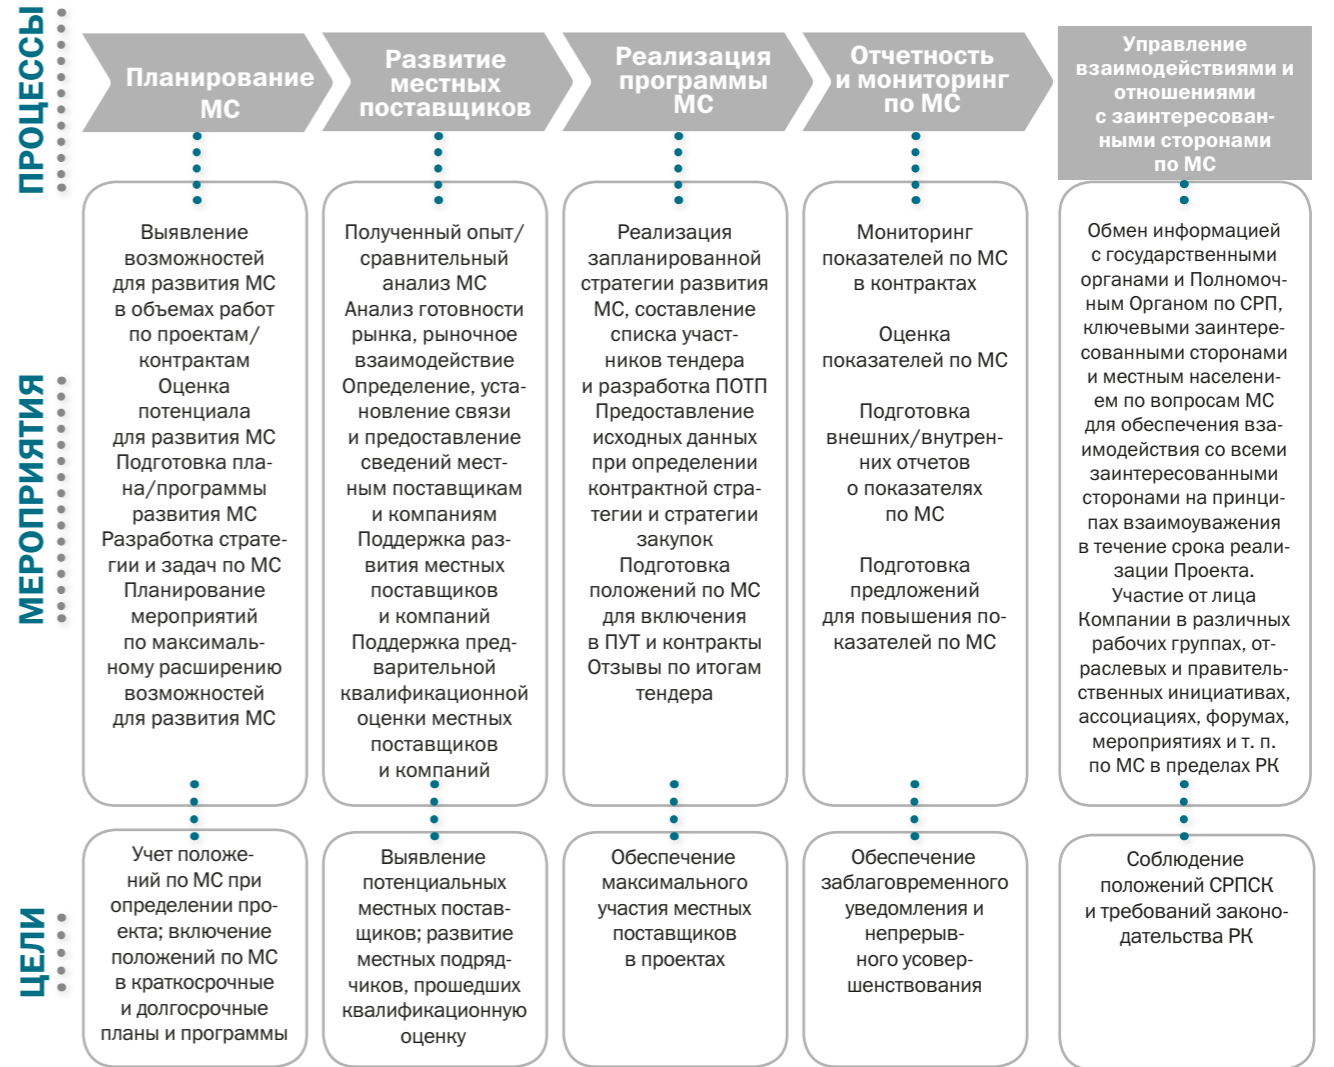 ПРОЦЕССЫ
Планирование
МС
Развитие
местных
поставщиков
Реализация
программы
МС
Отчетность
и мониторинг
по МС
Управление
взаимодействиями и
отношениями
с заинтересован-
ными сторонами
по МС
МЕРОПРИЯТИЯ
Выявление
возможностей
для развития МС
в объемах работ
по проектам/
контрактам
Оценка
потенциала
для развития МС
Подготовка пла-
на/программы
развития МС
Разработка страте-
гии и задач по МС
Планирование
мероприятий
по максималь-
ному расширению
возможностей
для развития МС
Полученный опыт/
сравнительный
анализ МС
Анализ готовности
рынка, рыночное
взаимодействие
Определение, уста-
новление связи
и предоставление
сведений мест-
ным поставщикам
и компаниям
Поддержка раз-
вития местных
поставщиков
и компаний
Поддержка пред-
варительной
квалификационной
оценки местных
поставщиков
и компаний
Реализация
запланированной
стратегии развития
МС, составление
списка участ-
ников тендера
и разработка ПОТП
Предоставление
исходных данных
при определении
контрактной стра-
тегии и стратегии
закупок
Подготовка
положений по МС
для включения
в ПУТ и контракты
Отзывы по итогам
тендера
Мониторинг
показателей по МС
в контрактах
Оценка
показателей по МС
Подготовка
внешних/внутрен-
них отчетов
о показателях
по МС
Подготовка
предложений
для повышения по-
казателей по МС
Обмен информацией
с государственными
органами и Полномоч-
ным Органом по СРП,
ключевыми заинтере-
сованными сторонами
и местным населени-
ем по вопросам МС
для обеспечения вза-
имодействия со всеми
заинтересованными
сторонами на принци-
пах взаимоуважения
в течение срока реали-
зации Проекта.
Участие от лица
Компании в различных
рабочих группах, от-
раслевых и правитель-
ственных инициативах,
ассоциациях, форумах,
мероприятиях и т. п.
по МС в пределах РК
ЦЕЛИ
Учет положе-
ний по МС при
определении про-
екта; включение
положений по МС
в краткосрочные
и долгосрочные
планы и программы
Выявление
потенциальных
местных постав-
щиков; развитие
местных подряд-
чиков, прошедших
квалификационную
оценку
Обеспечение
максимального
участия местных
поставщиков
в проектах
Обеспечение
заблаговременного
уведомления и
непрерыв-
ного усовер-
шенствования
Соблюдение
положений СРПСК
и требований законо-
дательства РК